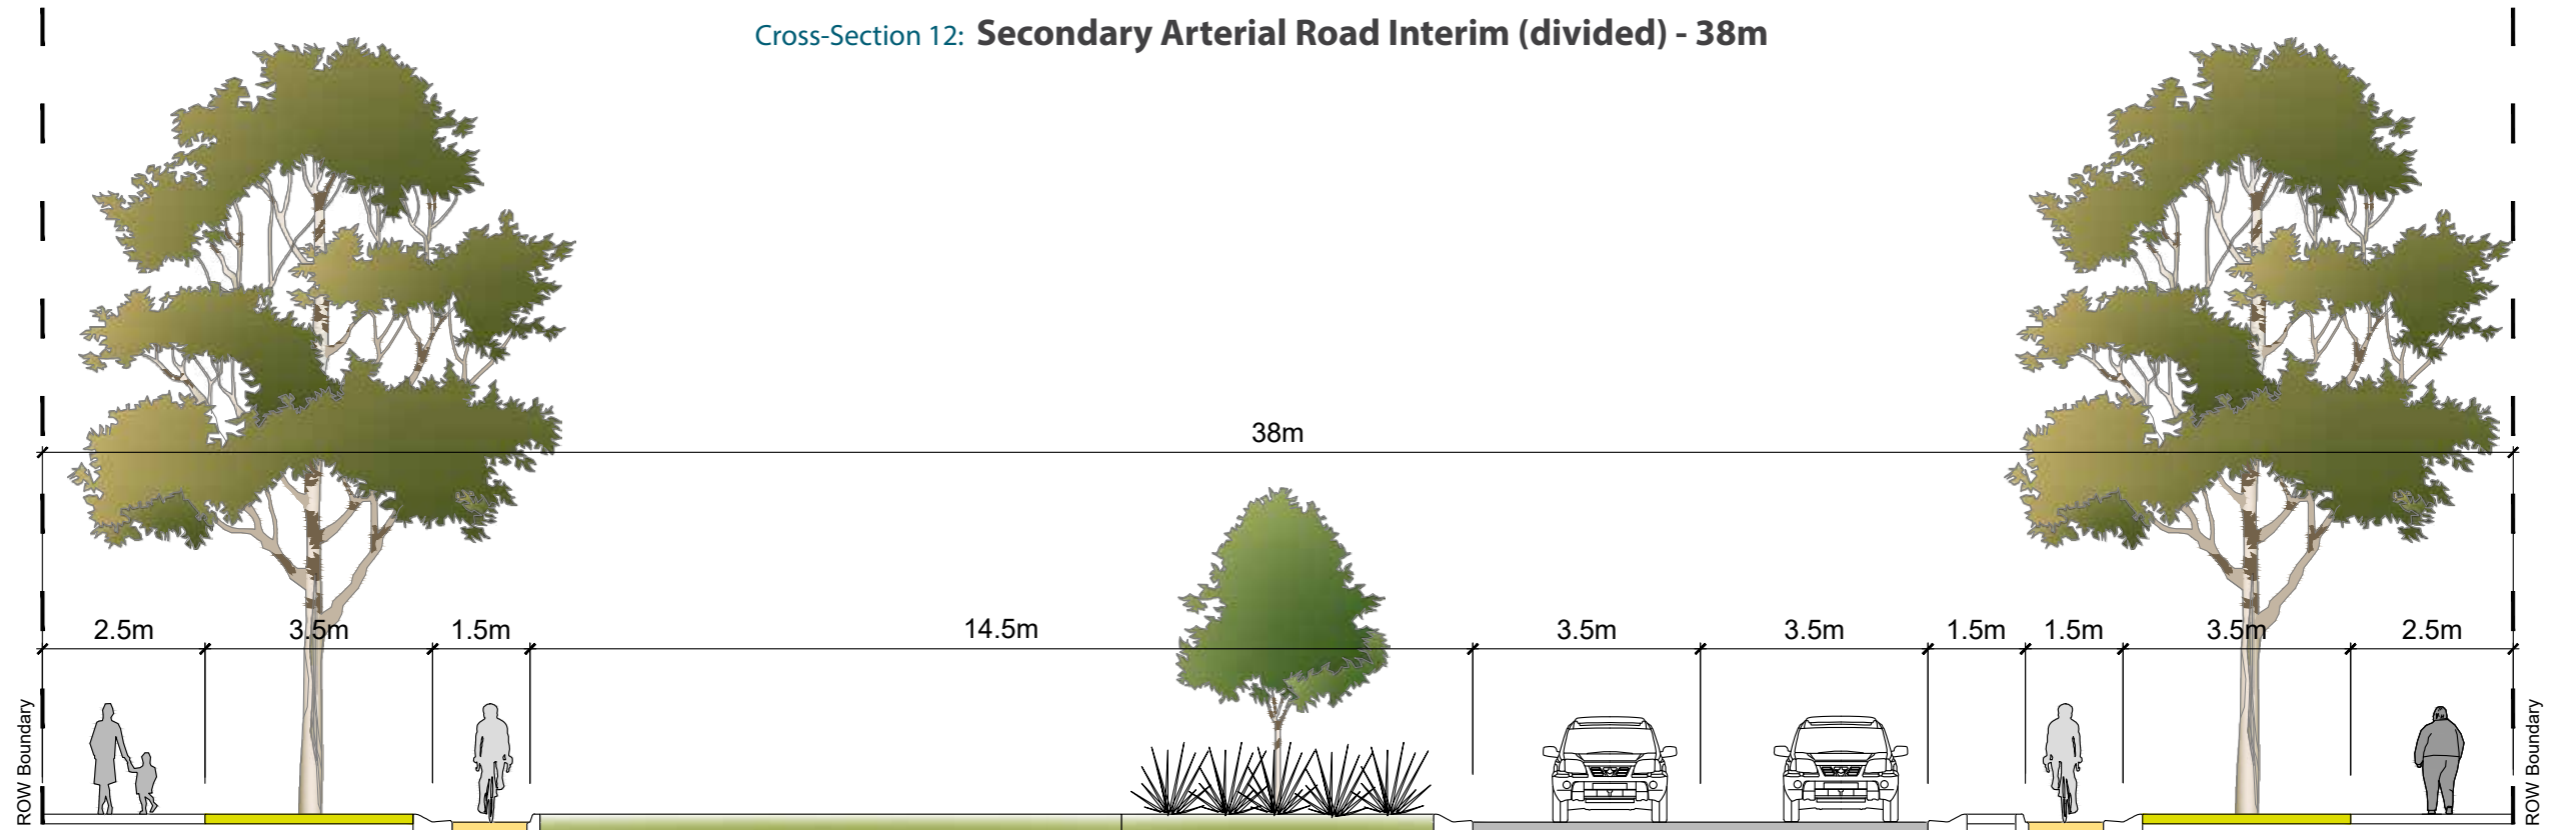 Cross-Section 12: Secondary Arterial Road Interim (divided) - 38m
38m
2.5m 3.5m 1.5m 14.5m 3.5m 3.5m 1.5m 1.5m 3.5m 2.5m
ROW Boundary
ROW Boundary